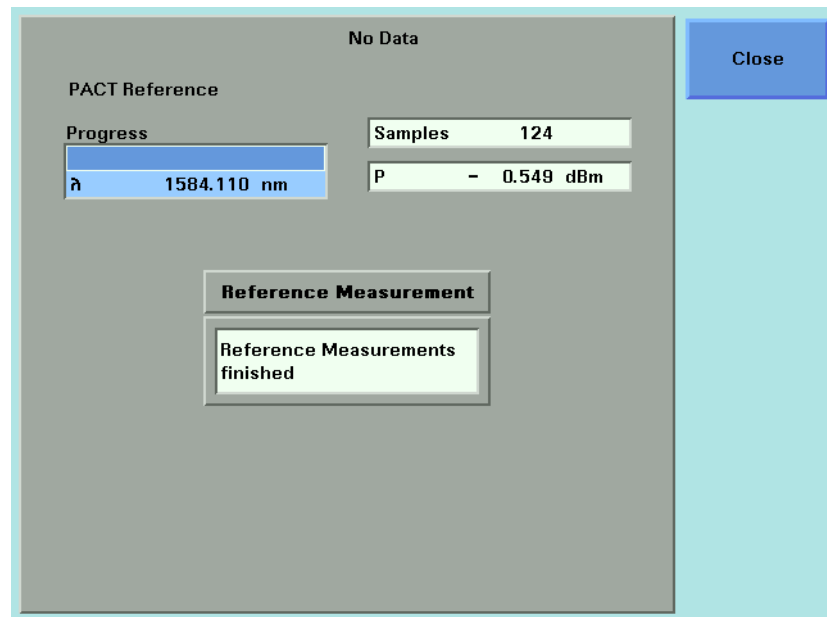 No Data
Close
PACT Reference
Progress
λ 1584.110 nm
Samples 124
P - 0.549 dBm
Reference Measurement
Reference Measurements
finished